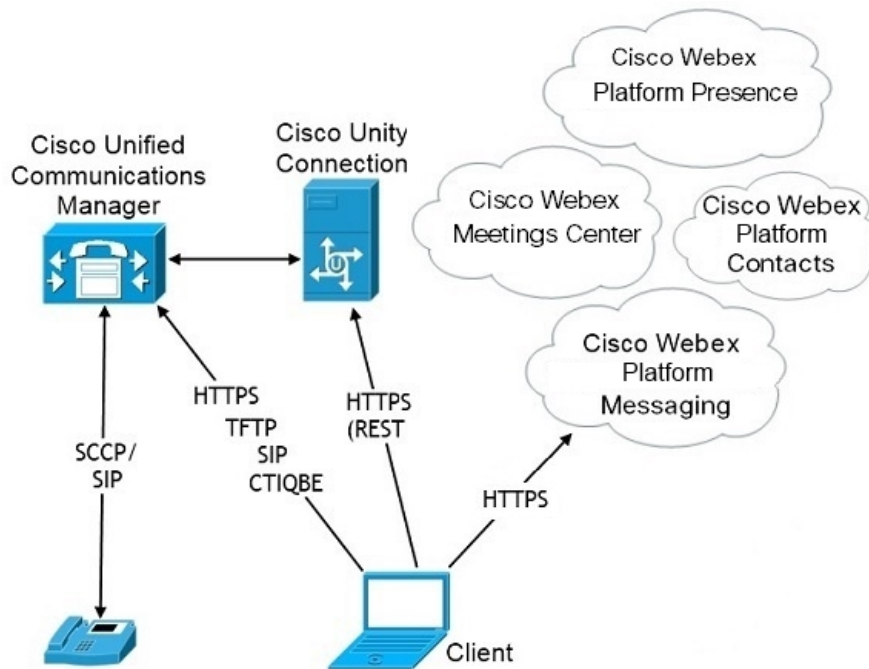 Cisco Webex
Platform Presence
Cisco Unified
Communications
Manager
Cisco Unity
Connection
Cisco Webex
Meetings Center
Cisco Webex
Platform
Contacts
U
Cisco Webex
Platform
Messaging
HTTPS
TFTP
SIP
CTIQBE
HTTPS
(REST
SCCP/
SIP
HTTPS
Client